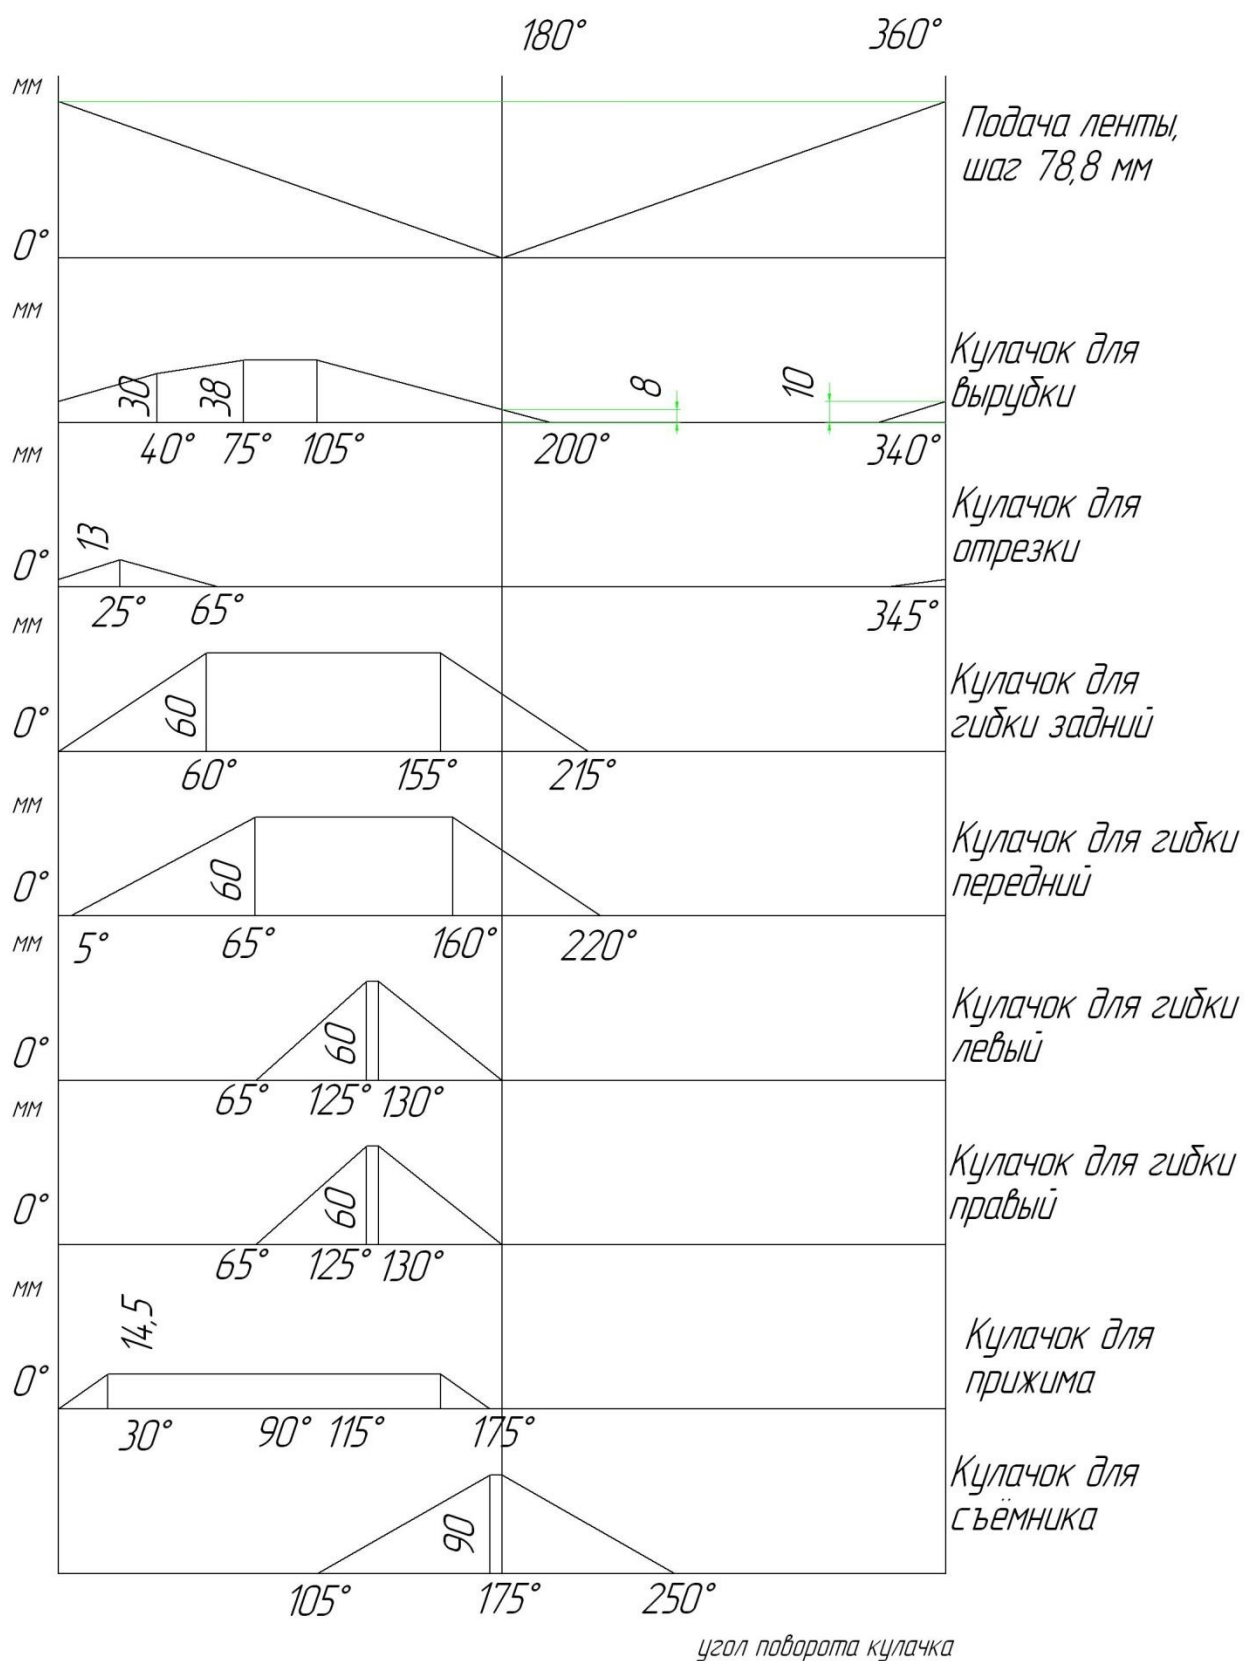 180° 360°
мм
Подача ленты,
шаг 78,8 мм
0°
мм
Кулачок для
вырубки
30 38 8 10
40° 75° 105° 200° 340°
мм
Кулачок для
отрезки
13
0°
25° 65° 345°
мм
Кулачок для
гибки задний
60
0°
60° 155° 215°
мм
Кулачок для гибки
передний
60
0°
5° 65° 160° 220°
мм
Кулачок для гибки
левый
60
0°
65° 125° 130°
мм
Кулачок для гибки
правый
60
0°
65° 125° 130°
мм
14,5
Кулачок для
прижима
0°
30° 90° 115° 175°
Кулачок для
съёмника
90
105° 175° 250°
угол поворота кулачка